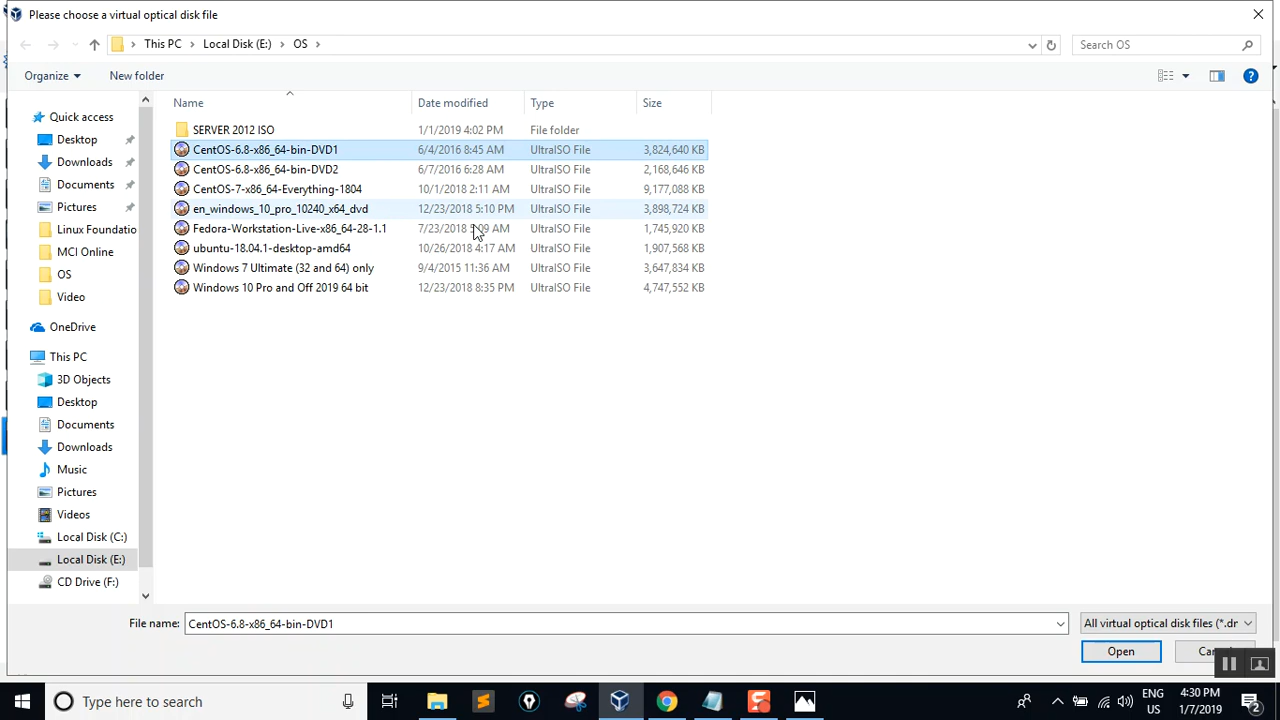 Please choose a virtual optical disk file
This PC > Local Disk (E:) > OS >
Search OS
Organize
New folder
Name Date modified Type Size
SERVER 2012 ISO 1/1/2019 4:02 PM File folder
CentOS-6.8-x86_64-bin-DVD1 6/4/2016 8:45 AM UltraISO File 3,824,640 KB
CentOS-6.8-x86_64-bin-DVD2 6/7/2016 6:28 AM UltraISO File 2,168,646 KB
CentOS-7-x86_64-Everything-1804 10/1/2018 2:11 AM UltraISO File 9,177,088 KB
en_windows_10_pro_10240_x64_dvd 12/23/2018 5:10 PM UltraISO File 3,898,724 KB
Fedora-Workstation-Live-x86_64-28-1.1 7/23/2018 5:09 AM UltraISO File 1,745,920 KB
ubuntu-18.04.1-desktop-amd64 10/26/2018 4:17 AM UltraISO File 1,907,568 KB
Windows 7 Ultimate (32 and 64) only 9/4/2015 11:36 AM UltraISO File 3,647,834 KB
Windows 10 Pro and Off 2019 64 bit 12/23/2018 8:35 PM UltraISO File 4,747,552 KB
Quick access
Desktop
Downloads
Documents
Pictures
Linux Foundatio
MCI Online
OS
Video
OneDrive
This PC
3D Objects
Desktop
Documents
Downloads
Music
Pictures
Videos
Local Disk (C:)
Local Disk (E:)
CD Drive (F:)
File name: CentOS-6.8-x86_64-bin-DVD1
All virtual optical disk files (*.dr
Open
Type here to search
ENG
US
4:30 PM
1/7/2019
2